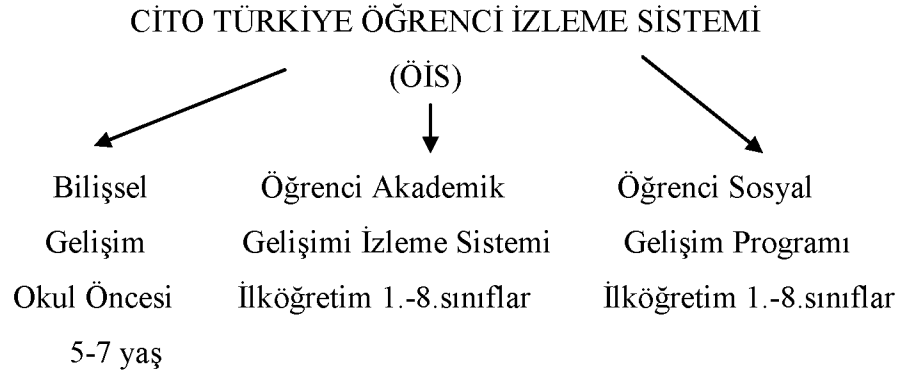 CİTO TÜRKİYE ÖĞRENCİ İZLEME SİSTEMİ
(ÖİS)
Bilişsel
Gelişim
Okul Öncesi
5-7 yaş
Öğrenci Akademik
Gelişimi İzleme Sistemi
İlköğretim 1.-8.sınıflar
Öğrenci Sosyal
Gelişim Programı
İlköğretim 1.-8.sınıflar